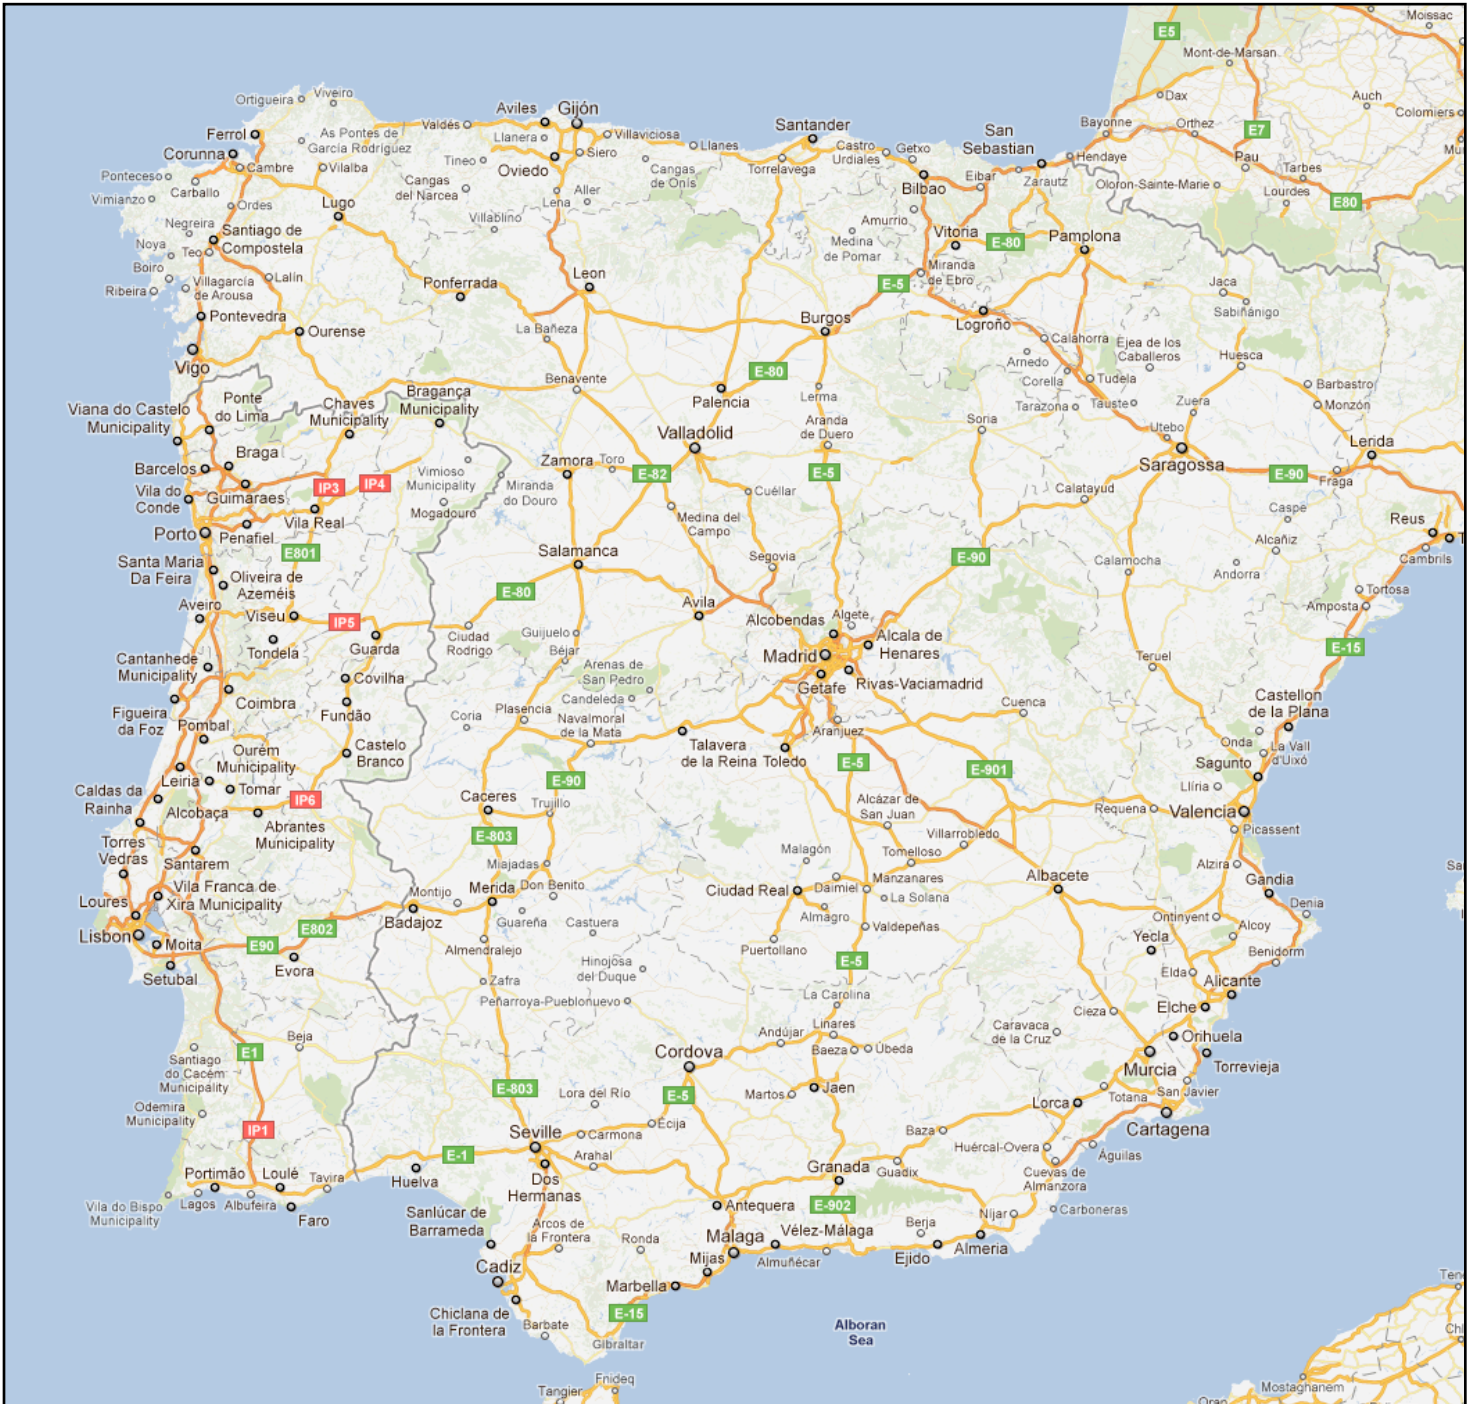 Moissac
E5
Mont-de-Marsan
Dax
Auch
Colomiers
Bayonne
Orthez
E7
Ortigueira
Viveiro
Aviles
Gijón
Ferrol
As Pontes de
García Rodríguez
Valdés
Llanera
Villaviciosa
Santander
San
Sebastian
Corunna
Cambre
Vilalba
Tineo
Oviedo
Siero
Llanes
Torrelavega
Castro
Urdiales
Getxo
Hendaye
Pau
Tarbes
Lourdes
Ponteceso
Carballo
Cangas
del Narcea
Cangas
de Onís
Bilbao
Eibar
Zarautz
Oloron-Sainte-Marie
E80
Vimianzo
Ordes
Lugo
Aller
Lena
Villablino
Amurrio
Negreira
Santiago de
Compostela
Noya
Teo
Medina
de Pomar
Vitoria
E-80
Pamplona
Boiro
Ribeira
Villagarcía
de Arousa
Lalín
Ponferrada
Leon
Miranda
de Ebro
E-5
Jaca
Sabiñánigo
Pontevedra
Ourense
La Bañeza
Burgos
Logroño
Calahorra
Ejea de los
Caballeros
Huesca
Vigo
Arnedo
Corella
Tudela
Barbastro
Monzón
Benavente
E-80
Palencia
Lerma
Tarazona
Tauste
Zuera
Viana do Castelo
Municipality
Ponte
do Lima
Chaves
Municipality
Bragança
Municipality
Valladolid
Aranda
de Duero
Soria
Utebo
Saragossa
Lerida
Braga
Barcelos
Zamora
Toro
E-82
E-5
E-90
Fraga
Vila do
Conde
Guimaraes
IP3
IP4
Vimioso
Municipality
Miranda
do Douro
Cuéllar
Calatayud
Mogadouro
Vila Real
Medina del
Campo
Caspe
Reus
Porto
Penafiel
E801
Salamanca
Segovia
E-90
Calamocha
Alcañiz
Andorra
Cambrils
Santa Maria
Da Feira
Oliveira de
Azeméis
E-80
Avila
Tortosa
Amposta
Aveiro
Viseu
IP5
Guarda
Ciudad
Rodrigo
Guijuelo
Béjar
Alcobendas
Algete
Alcala de
Henares
E-15
Tondela
Madrid
Cantanhede
Municipality
Covilha
Arenas de
San Pedro
Getafe
Rivas-Vaciamadrid
Teruel
Coimbra
Candeleda
Castellon
de la Plana
Figueira
da Foz
Fundão
Coria
Plasencia
Navalmoral
de la Mata
Cuenca
Pombal
Aranjuez
Ourém
Municipality
Castelo
Branco
Talavera
de la Reina
Toledo
Onda
La Vall
d'Uixó
Leiria
E-5
E-901
Sagunto
Caldas da
Rainha
Tomar
E-90
Llíria
Alcobaça
IP6
Caceres
Trujillo
Alcázar de
San Juan
Requena
Valencia
Abrantes
Municipality
Torres
Vedras
E-803
Villarrobledo
Picassent
Santarem
Miajadas
Malagón
Tomelloso
Alzira
Vila Franca de
Xira Municipality
Montijo
Merida
Don Benito
Ciudad Real
Daimiel
Manzanares
Albacete
Gandia
Loures
Badajoz
Guareña
Castuera
Almagro
La Solana
Denia
Lisbon
E802
Valdepeñas
Ontinyent
Alcoy
Moita
E90
Almendralejo
Puertollano
Yecla
Benidorm
Setubal
Evora
Hinojosa
del Duque
E-5
Elda
Zafra
Alicante
Peñarroya-Pueblonuevo
La Carolina
Elche
Cieza
Beja
Andújar
Linares
Caravaca
de la Cruz
Orihuela
E1
Santiago
do Cacém
Municipality
Cordova
Baeza
Úbeda
Murcia
Torrevieja
E-803
Lora del Río
E-5
Martos
Jaen
Lorca
Totana
San Javier
Odemira
Municipality
Cartagena
IP1
Seville
Carmona
Écija
Baza
Huércal-Overa
Águilas
E-1
Arahal
Portimão
Loulé
Tavira
Huelva
Dos
Hermanas
Granada
Guadix
Cuevas de
Almanzora
Vila do Bispo
Municipality
Lagos
Albufeira
Faro
Sanlúcar de
Barrameda
Antequera
E-902
Carboneras
Níjar
Arcos de
la Frontera
Ronda
Malaga
Vélez-Málaga
Berja
Almeria
Mijas
Almuñécar
Ejido
Cadiz
Marbella
Chiclana de
la Frontera
E-15
Barbate
Gibraltar
Alboran
Sea
Fnideq
Tangier
Mostaghanem